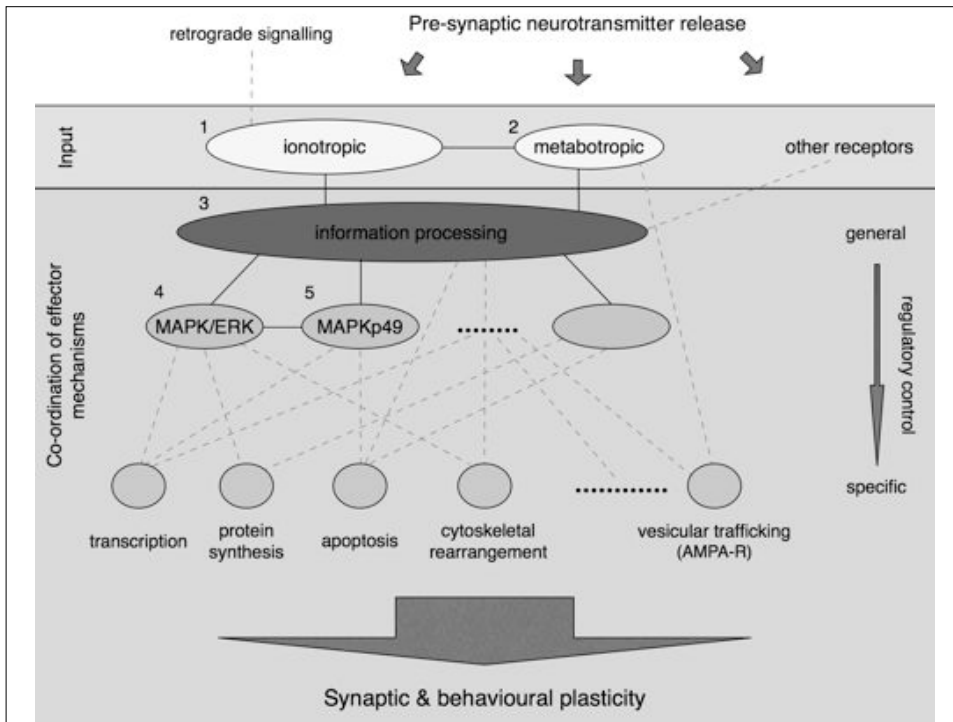 Pre-synaptic neurotransmitter release
retrograde signalling
Input
1
ionotropic
2
metabotropic
other receptors
3
information processing
general
Co-ordination of effector
mechanisms
4
MAPK/ERK
5
MAPKp49
regulatory control
specific
transcription
protein
synthesis
apoptosis
cytoskeletal
rearrangement
vesicular trafficking
(AMPA-R)
Synaptic & behavioural plasticity